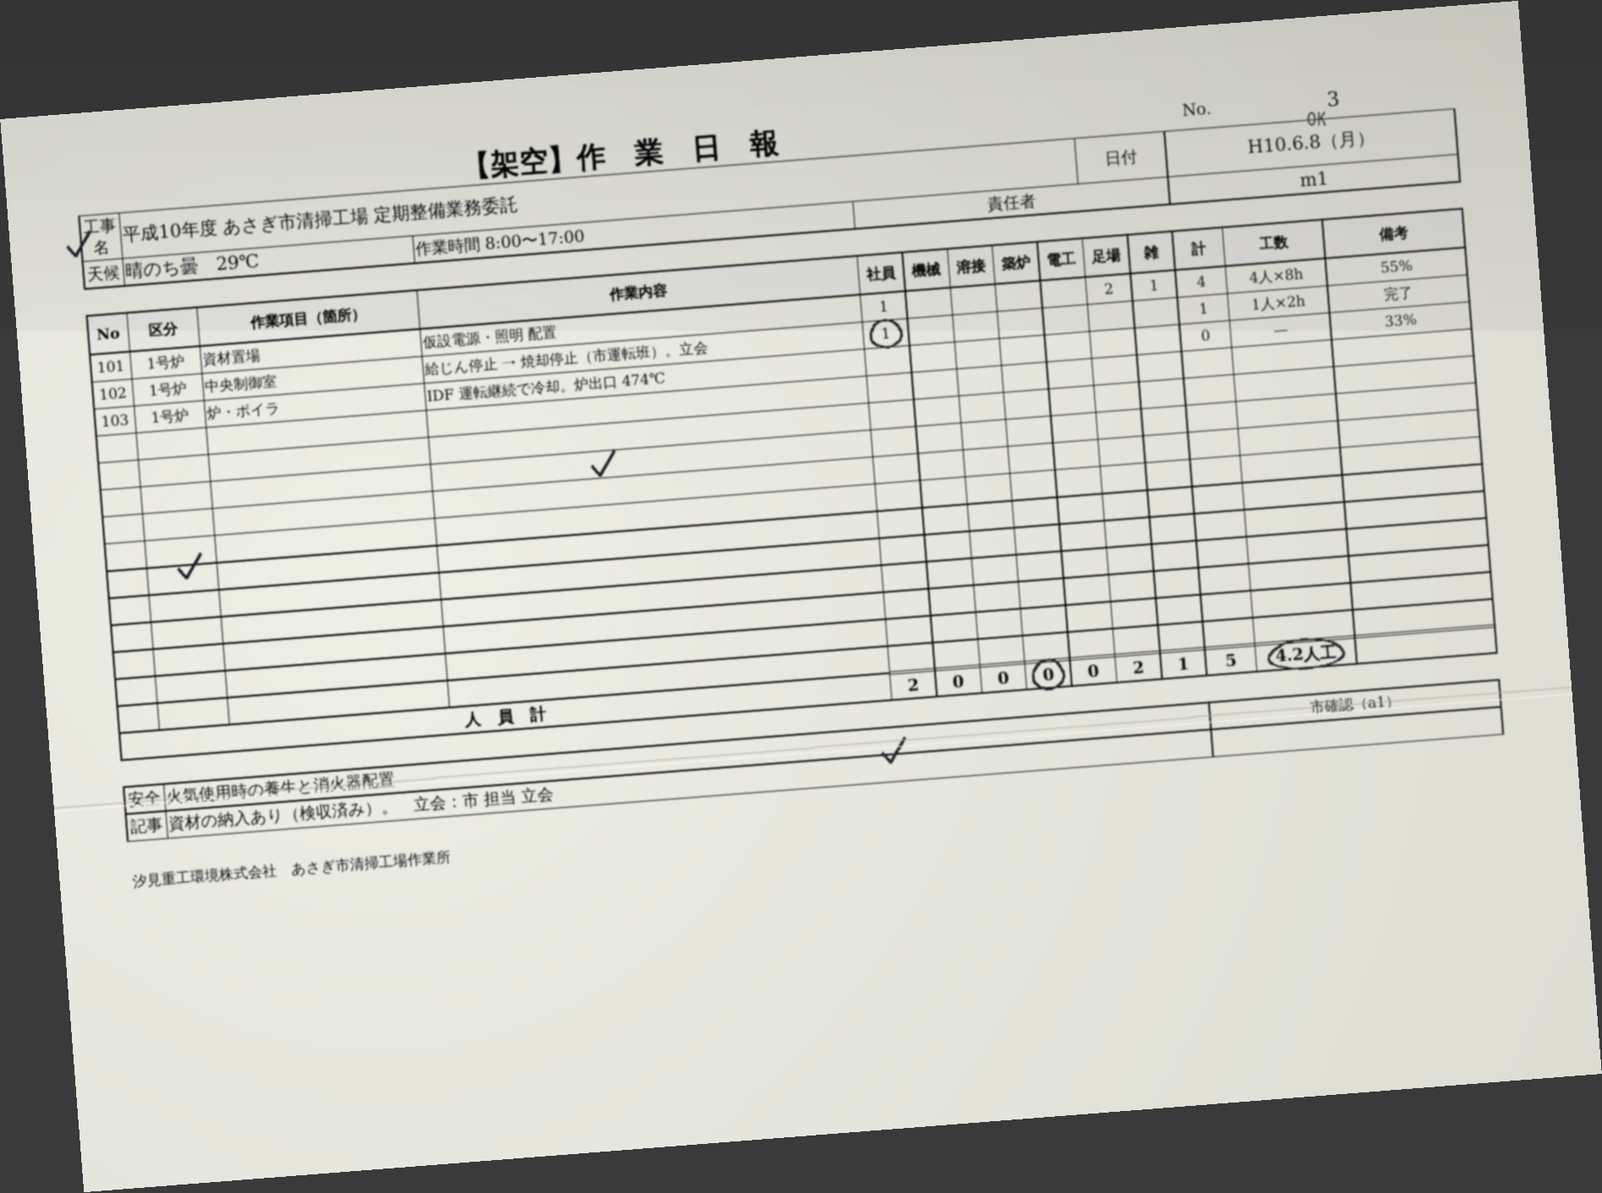 No. 3
OK
【架空】作 業 日 報
工事名 平成10年度 あさぎ市清掃工場 定期整備業務委託 日付 H10.6.8（月）
天候 晴のち曇 29℃ 作業時間 8:00〜17:00 責任者 m1
No 区分 作業項目（箇所） 作業内容 社員 機械 溶接 築炉 電工 足場 雑 計 工数 備考
101 1号炉 資材置場 仮設電源・照明 配置 1 2 1 4 4人×8h 55%
102 1号炉 中央制御室 給じん停止→焼却停止（市運転班）。立会 1 1 1人×2h 完了
103 1号炉 炉・ボイラ IDF 運転継続で冷却。炉出口 474℃ 0 — 33%
人 員 計 2 0 0 0 0 2 1 5 4.2人工
安全 火気使用時の養生と消火器配置 市確認（a1）
記事 資材の納入あり（検収済み）。 立会：市 担当 立会
汐見重工環境株式会社 あさぎ市清掃工場作業所